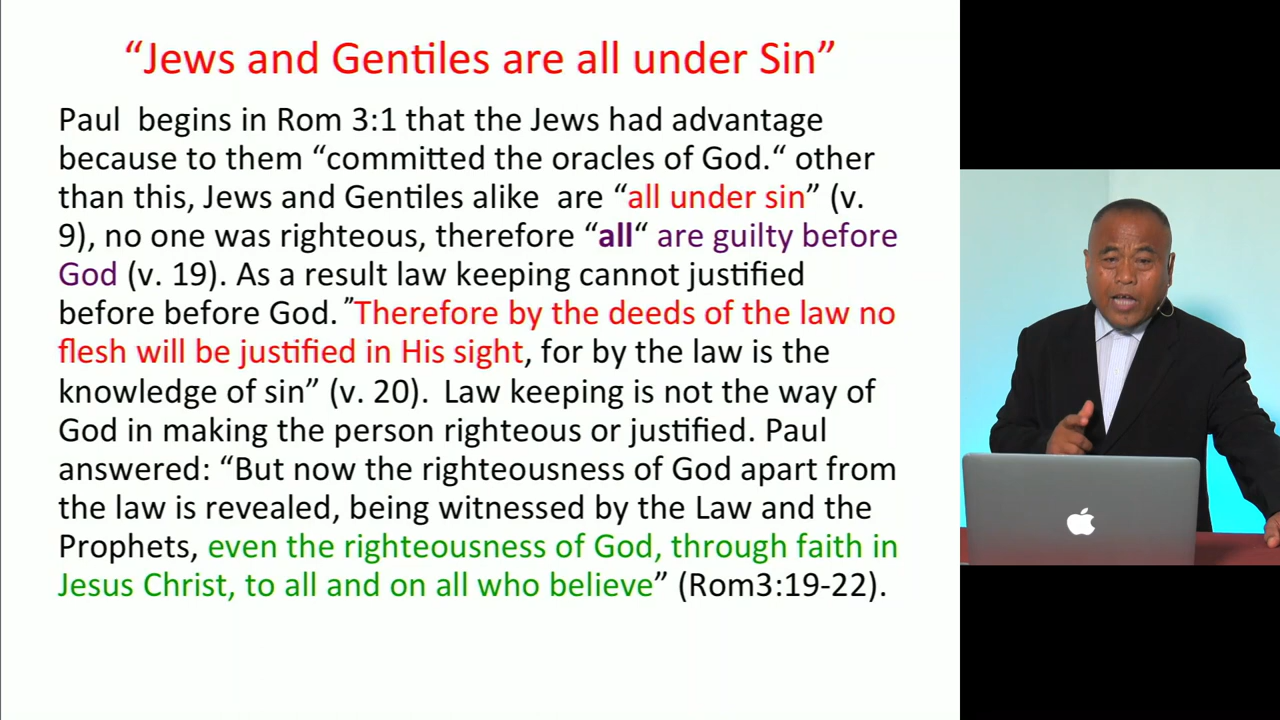 “Jews and Gentiles are all under Sin”
Paul  begins in Rom 3:1 that the Jews had advantage
because to them “committed the oracles of God.“ other
than this, Jews and Gentiles alike  are “all under sin” (v.
9), no one was righteous, therefore “all“ are guilty before
God (v. 19). As a result law keeping cannot justified
before before God. ”Therefore by the deeds of the law no
flesh will be justified in His sight, for by the law is the
knowledge of sin” (v. 20).  Law keeping is not the way of
God in making the person righteous or justified. Paul
answered: “But now the righteousness of God apart from
the law is revealed, being witnessed by the Law and the
Prophets, even the righteousness of God, through faith in
Jesus Christ, to all and on all who believe” (Rom3:19-22).